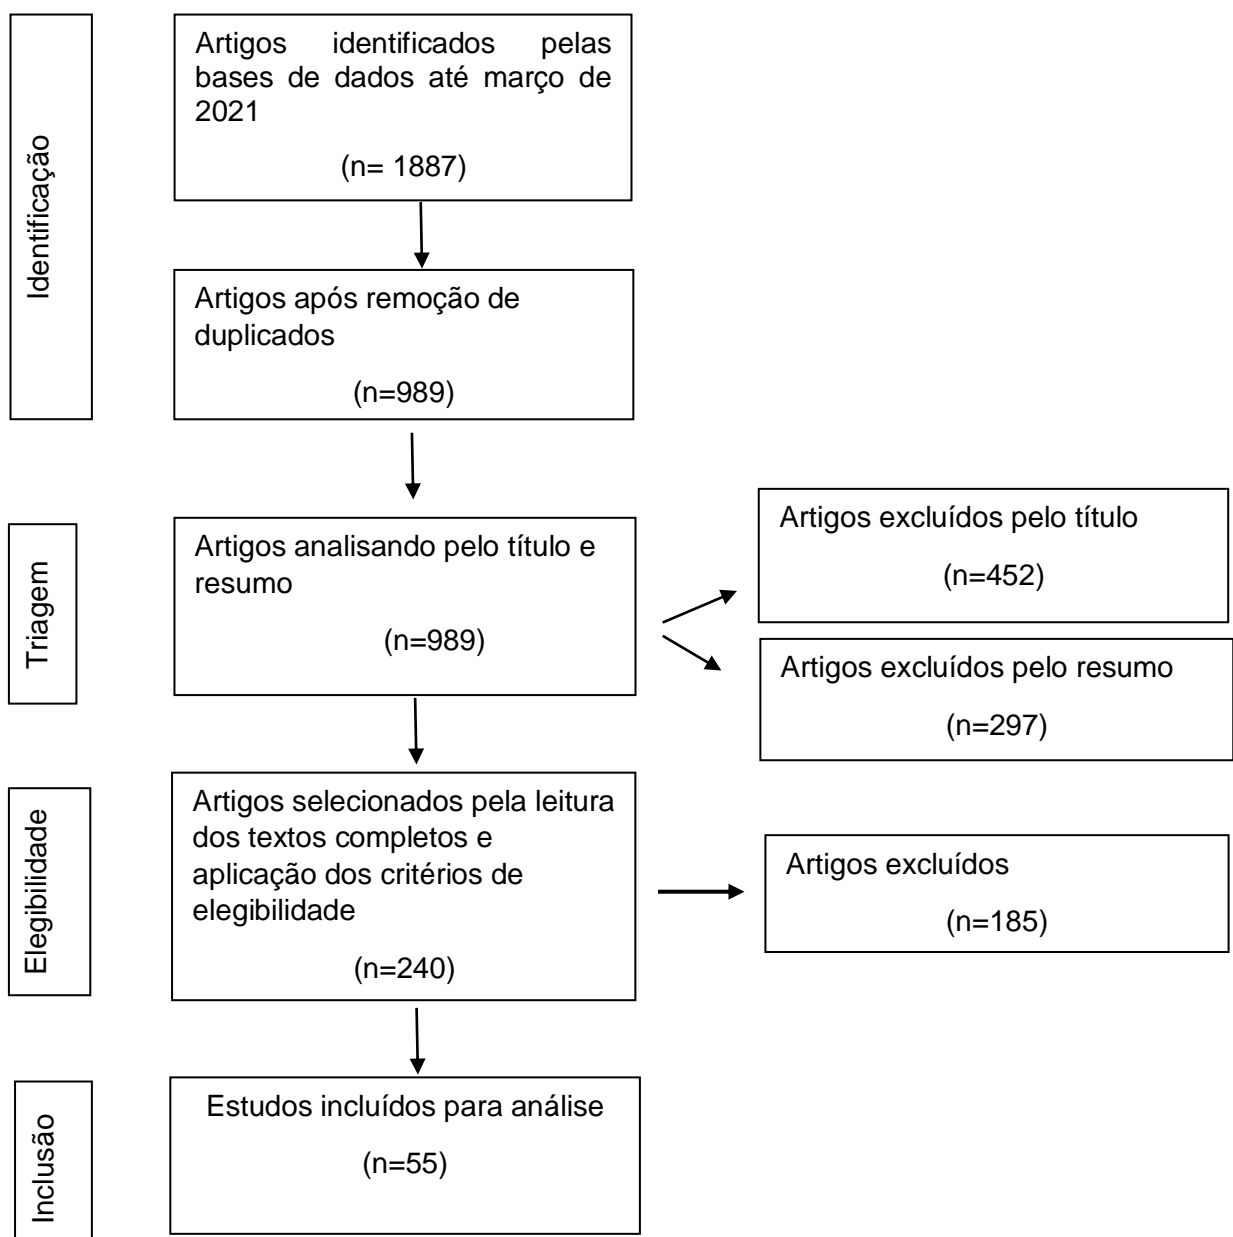 Identificação
Artigos identificados pelas
bases de dados até março de
2021
(n= 1887)
Artigos após remoção de
duplicados
(n=989)
Triagem
Artigos analisando pelo título e
resumo
(n=989)
Artigos excluídos pelo título
(n=452)
Artigos excluídos pelo resumo
(n=297)
Elegibilidade
Artigos selecionados pela leitura
dos textos completos e
aplicação dos critérios de
elegibilidade
(n=240)
Artigos excluídos
(n=185)
Inclusão
Estudos incluídos para análise
(n=55)